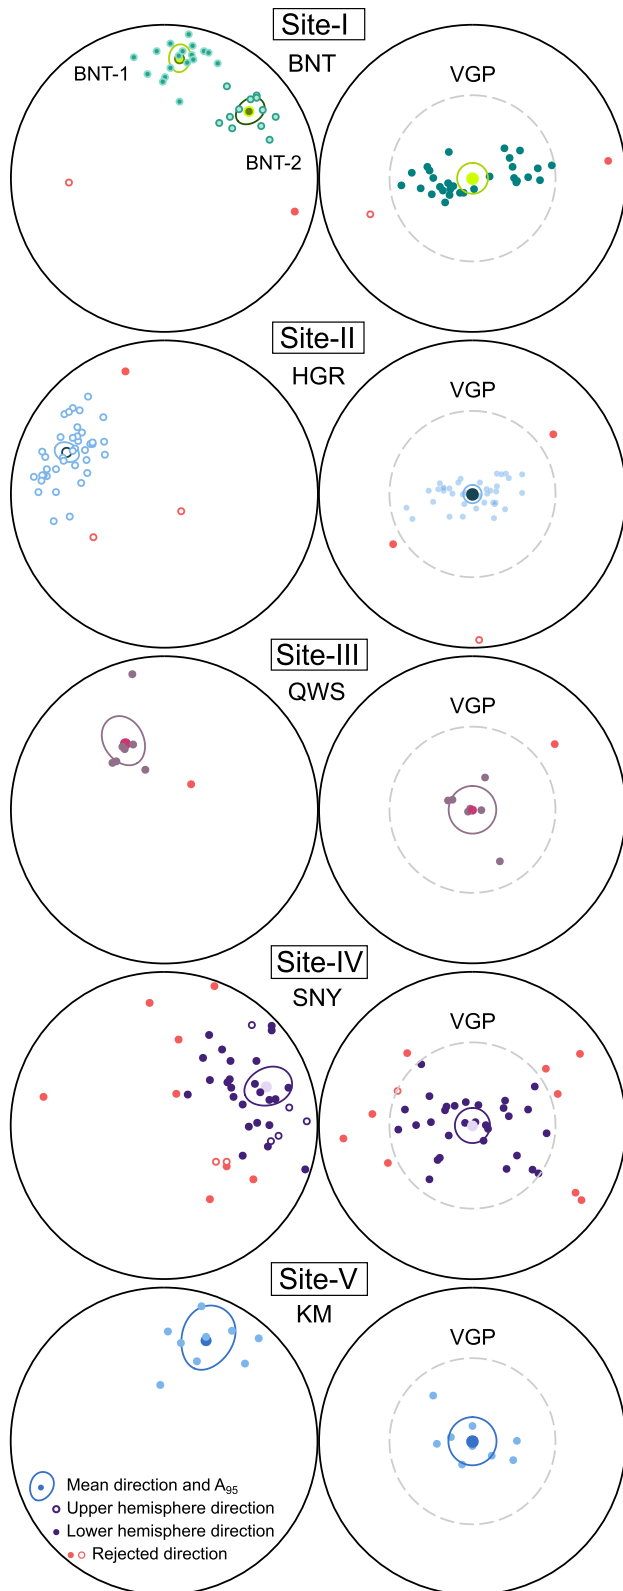 Site-I
BNT
BNT-1
VGP
BNT-2
Site-II
HGR
VGP
Site-III
QWS
VGP
Site-IV
SNY
VGP
Site-V
KM
VGP
Mean direction and A95
Upper hemisphere direction
Lower hemisphere direction
Rejected direction